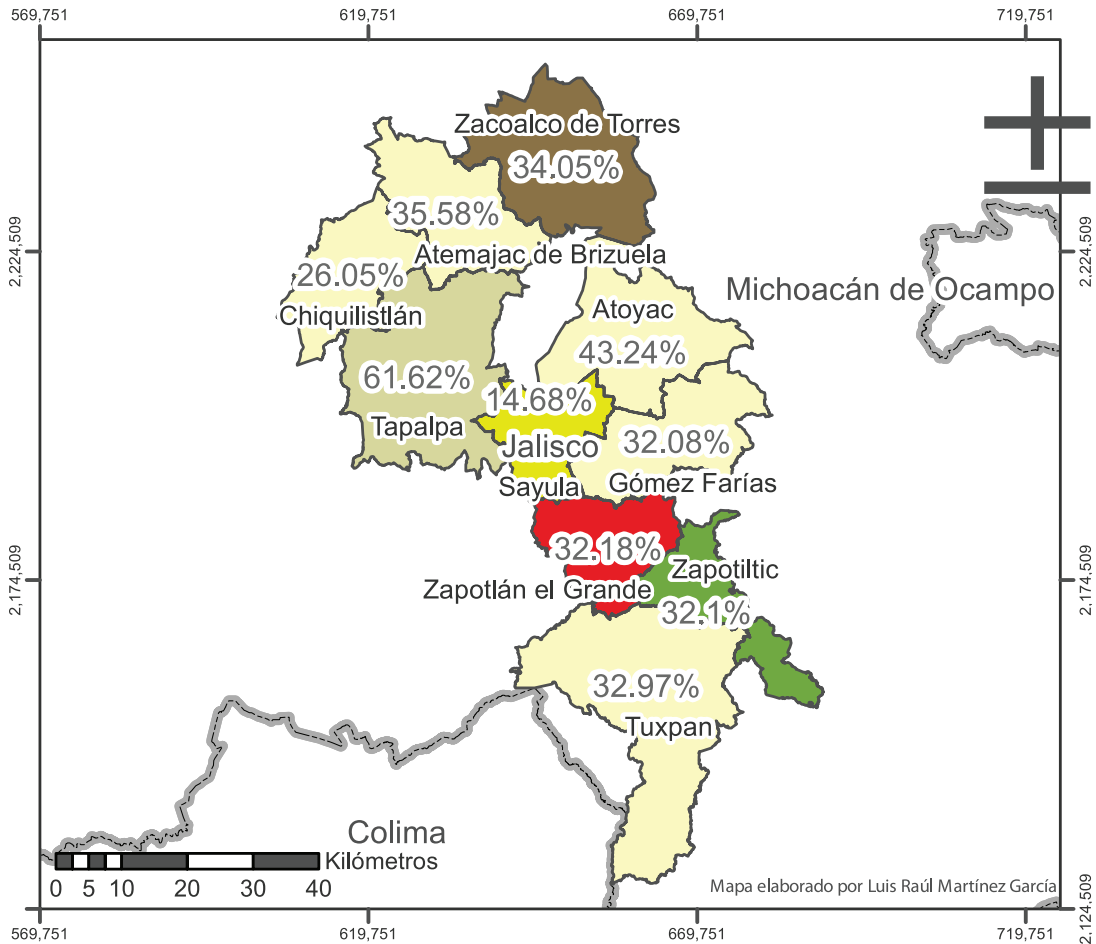 569,751
619,751
669,751
719,751
Zacoalco de Torres
34.05%
35.58%
2,224,509
2,224,509
Atemajac de Brizuela
26.05%
Michoacán de Ocampo
Chiquilistlán
Atoyac
43.24%
61.62%
14.68%
Tapalpa
Jalisco
32.08%
Sayula
Gómez Farías
32.18%
Zapotiltic
2,174,509
2,174,509
Zapotlán el Grande
32.1%
32.97%
Tuxpan
Colima
Kilómetros
0 5 10 20 30 40
Mapa elaborado por Luis Raúl Martínez García
2,124,509
569,751
619,751
669,751
719,751